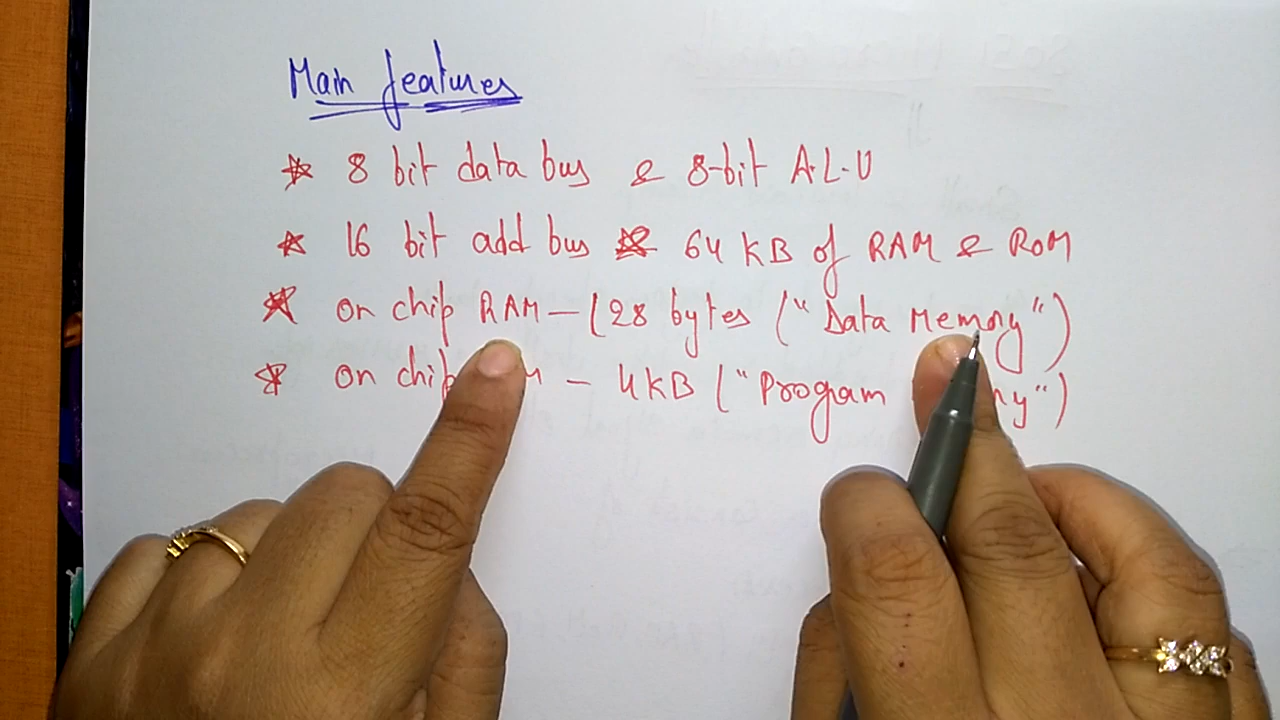 Main features
8 bit data bus & 8-bit A.L.U
16 bit add bus 64 KB of RAM & ROM
on chip RAM - 128 bytes ("Data Memory")
on chip - 4KB ("Program